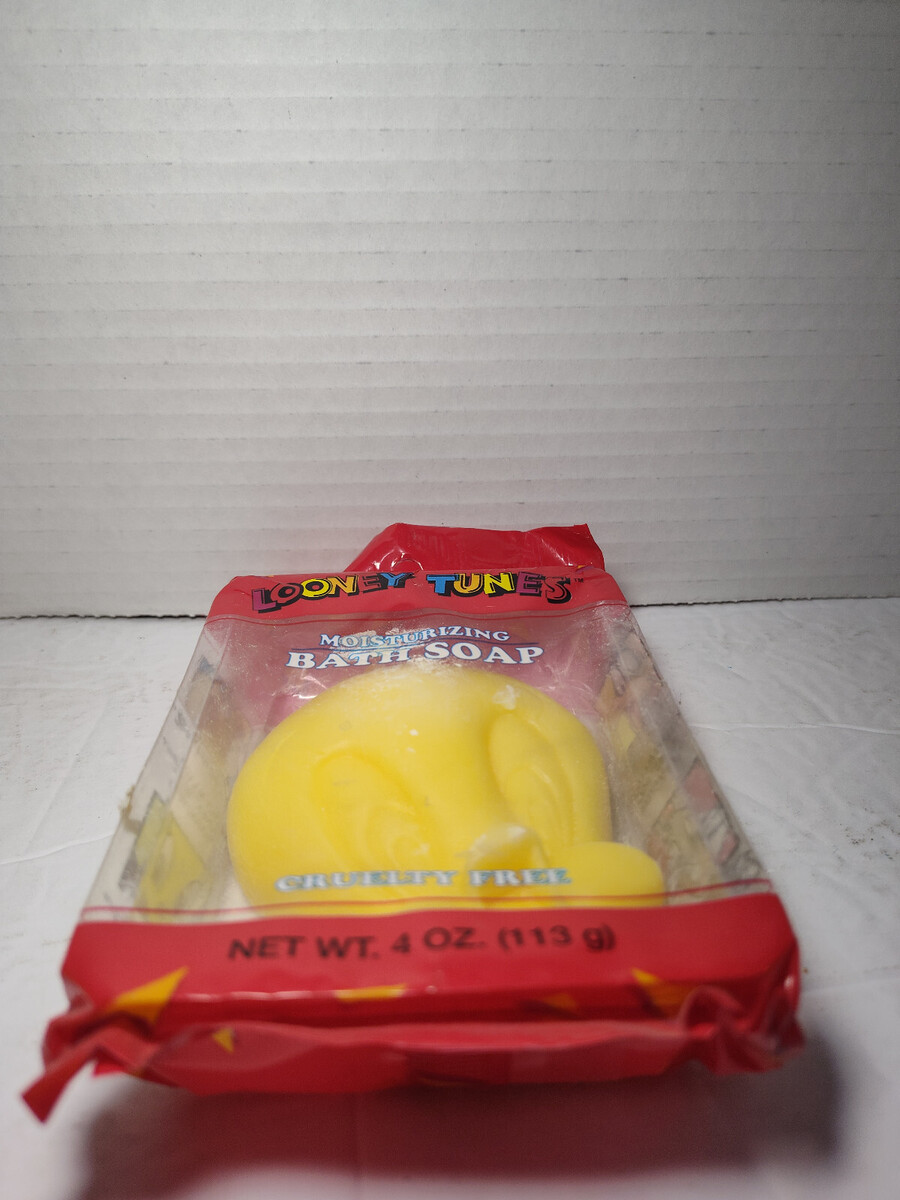 LOONEY TUNES
MOISTURIZING
BATH SOAP
CRUELTY FREE
NET WT. 4 OZ. (113 g)